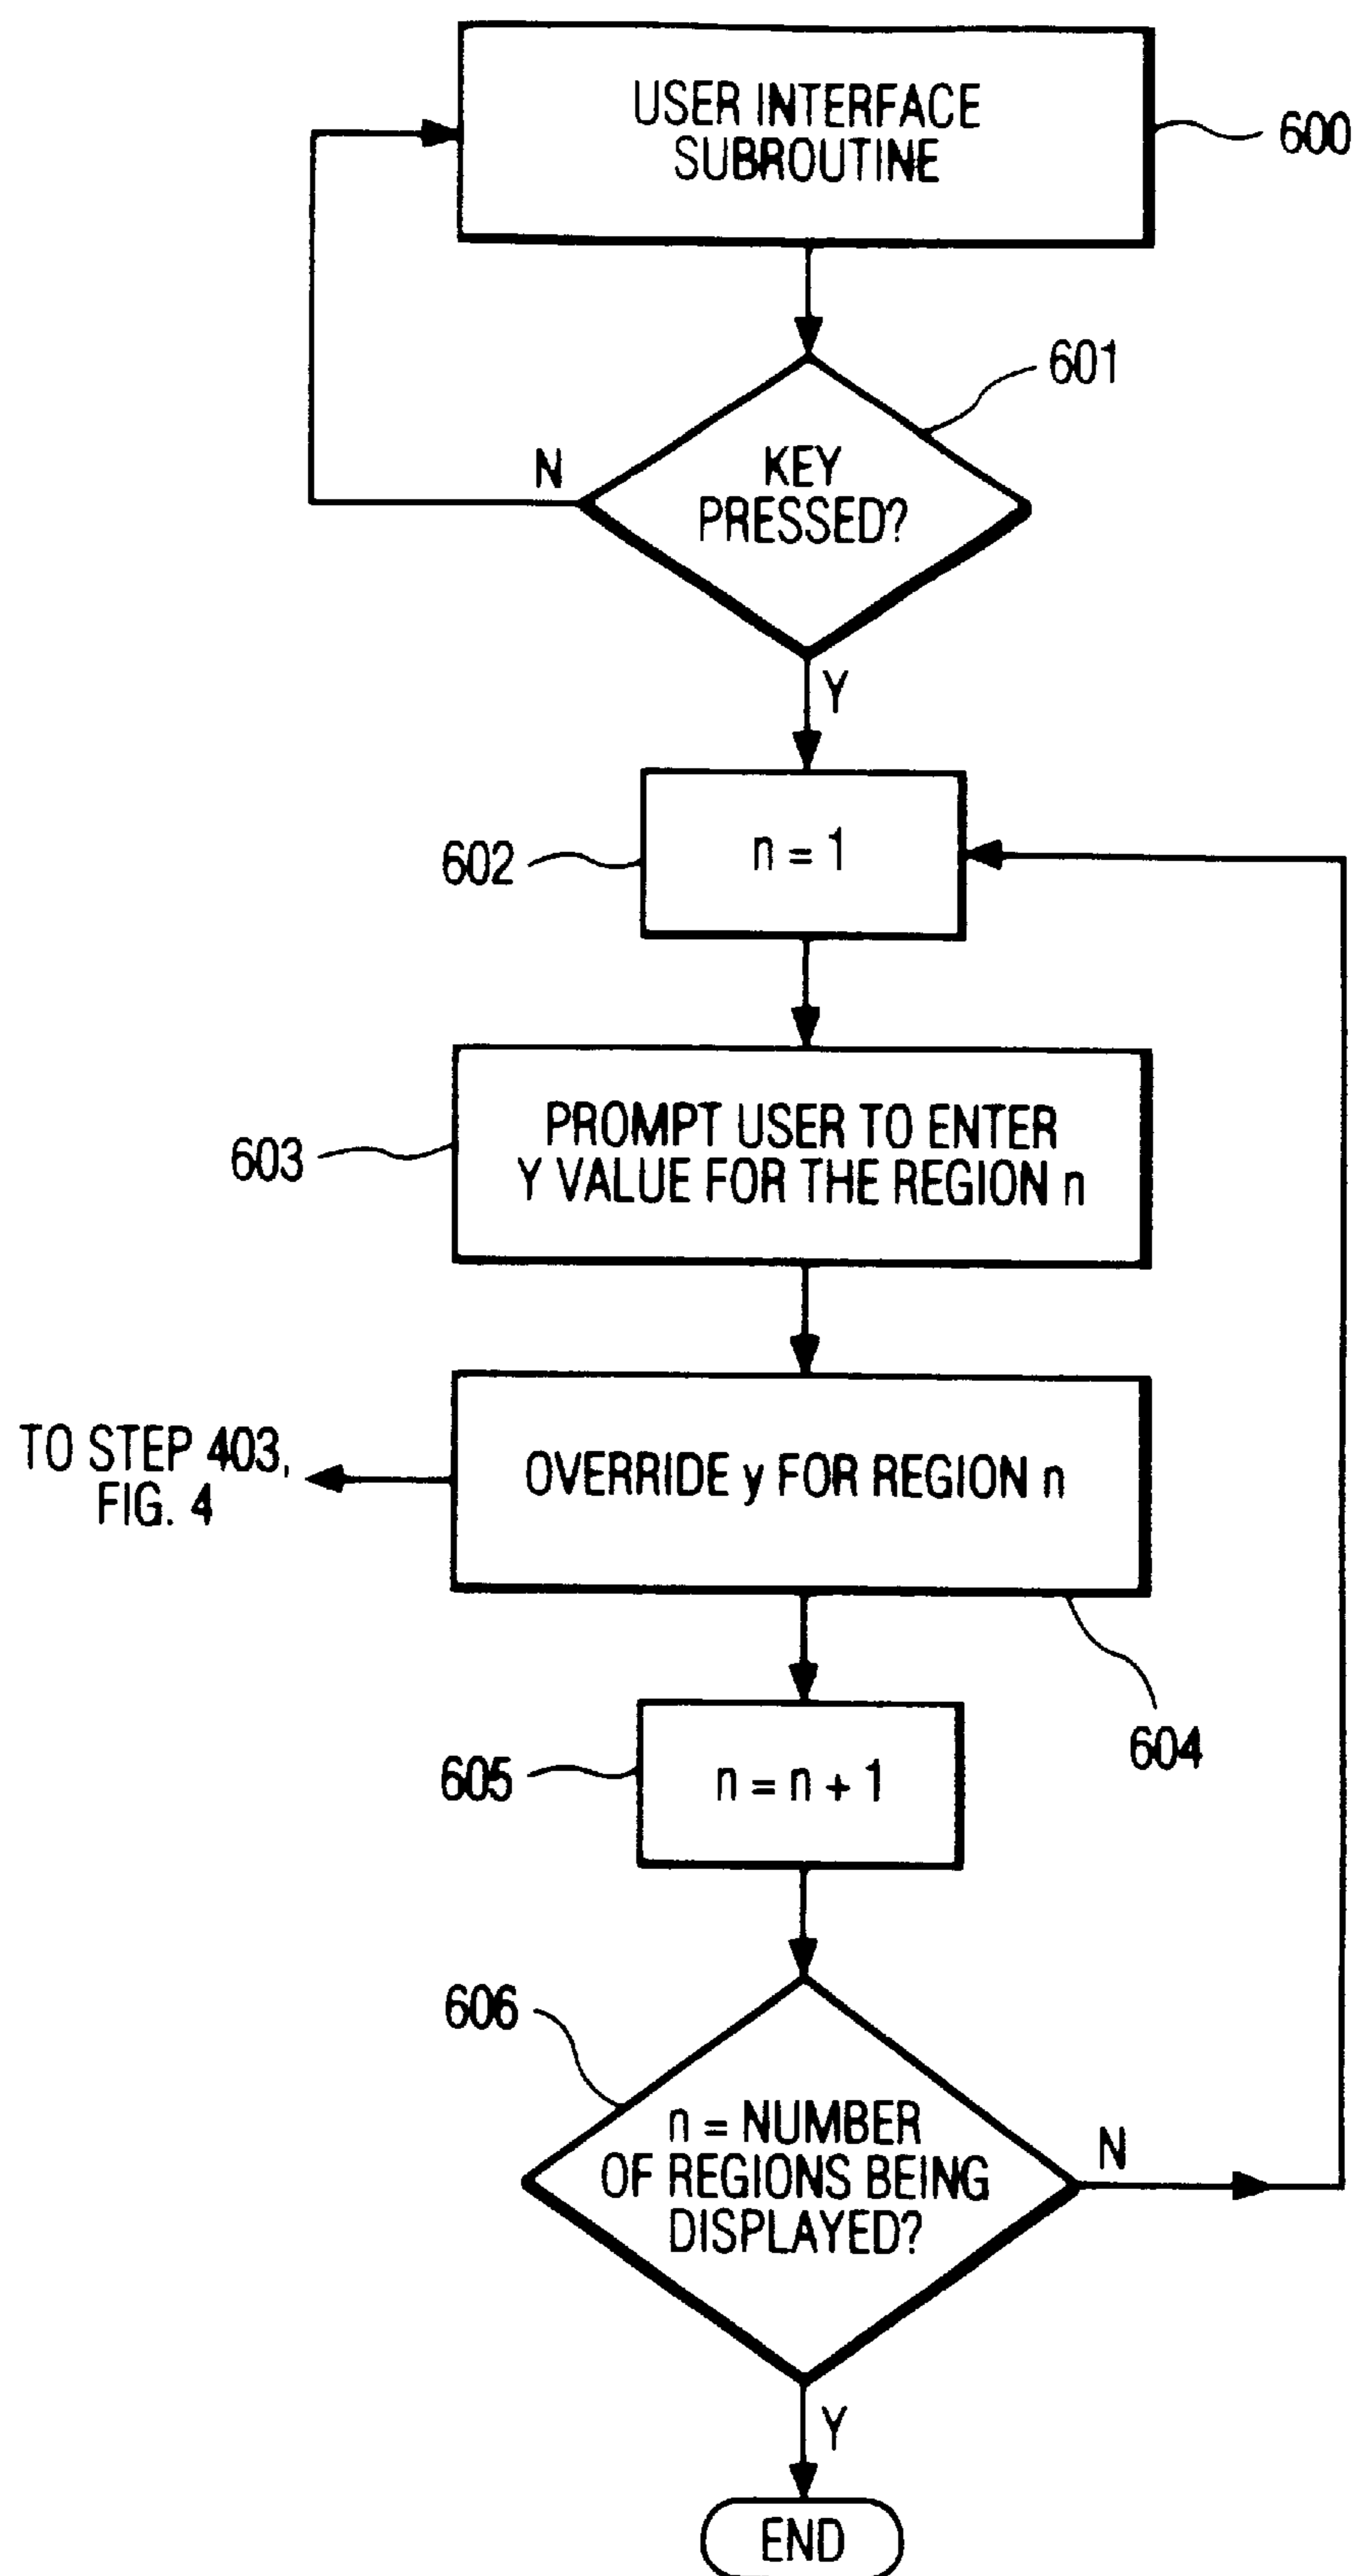 USER INTERFACE
SUBROUTINE
600
601
KEY
PRESSED?
N
Y
602
n = 1
603
PROMPT USER TO ENTER
Y VALUE FOR THE REGION n
TO STEP 403,
FIG. 4
OVERRIDE y FOR REGION n
604
605
n = n + 1
606
n = NUMBER
OF REGIONS BEING
DISPLAYED?
N
Y
END